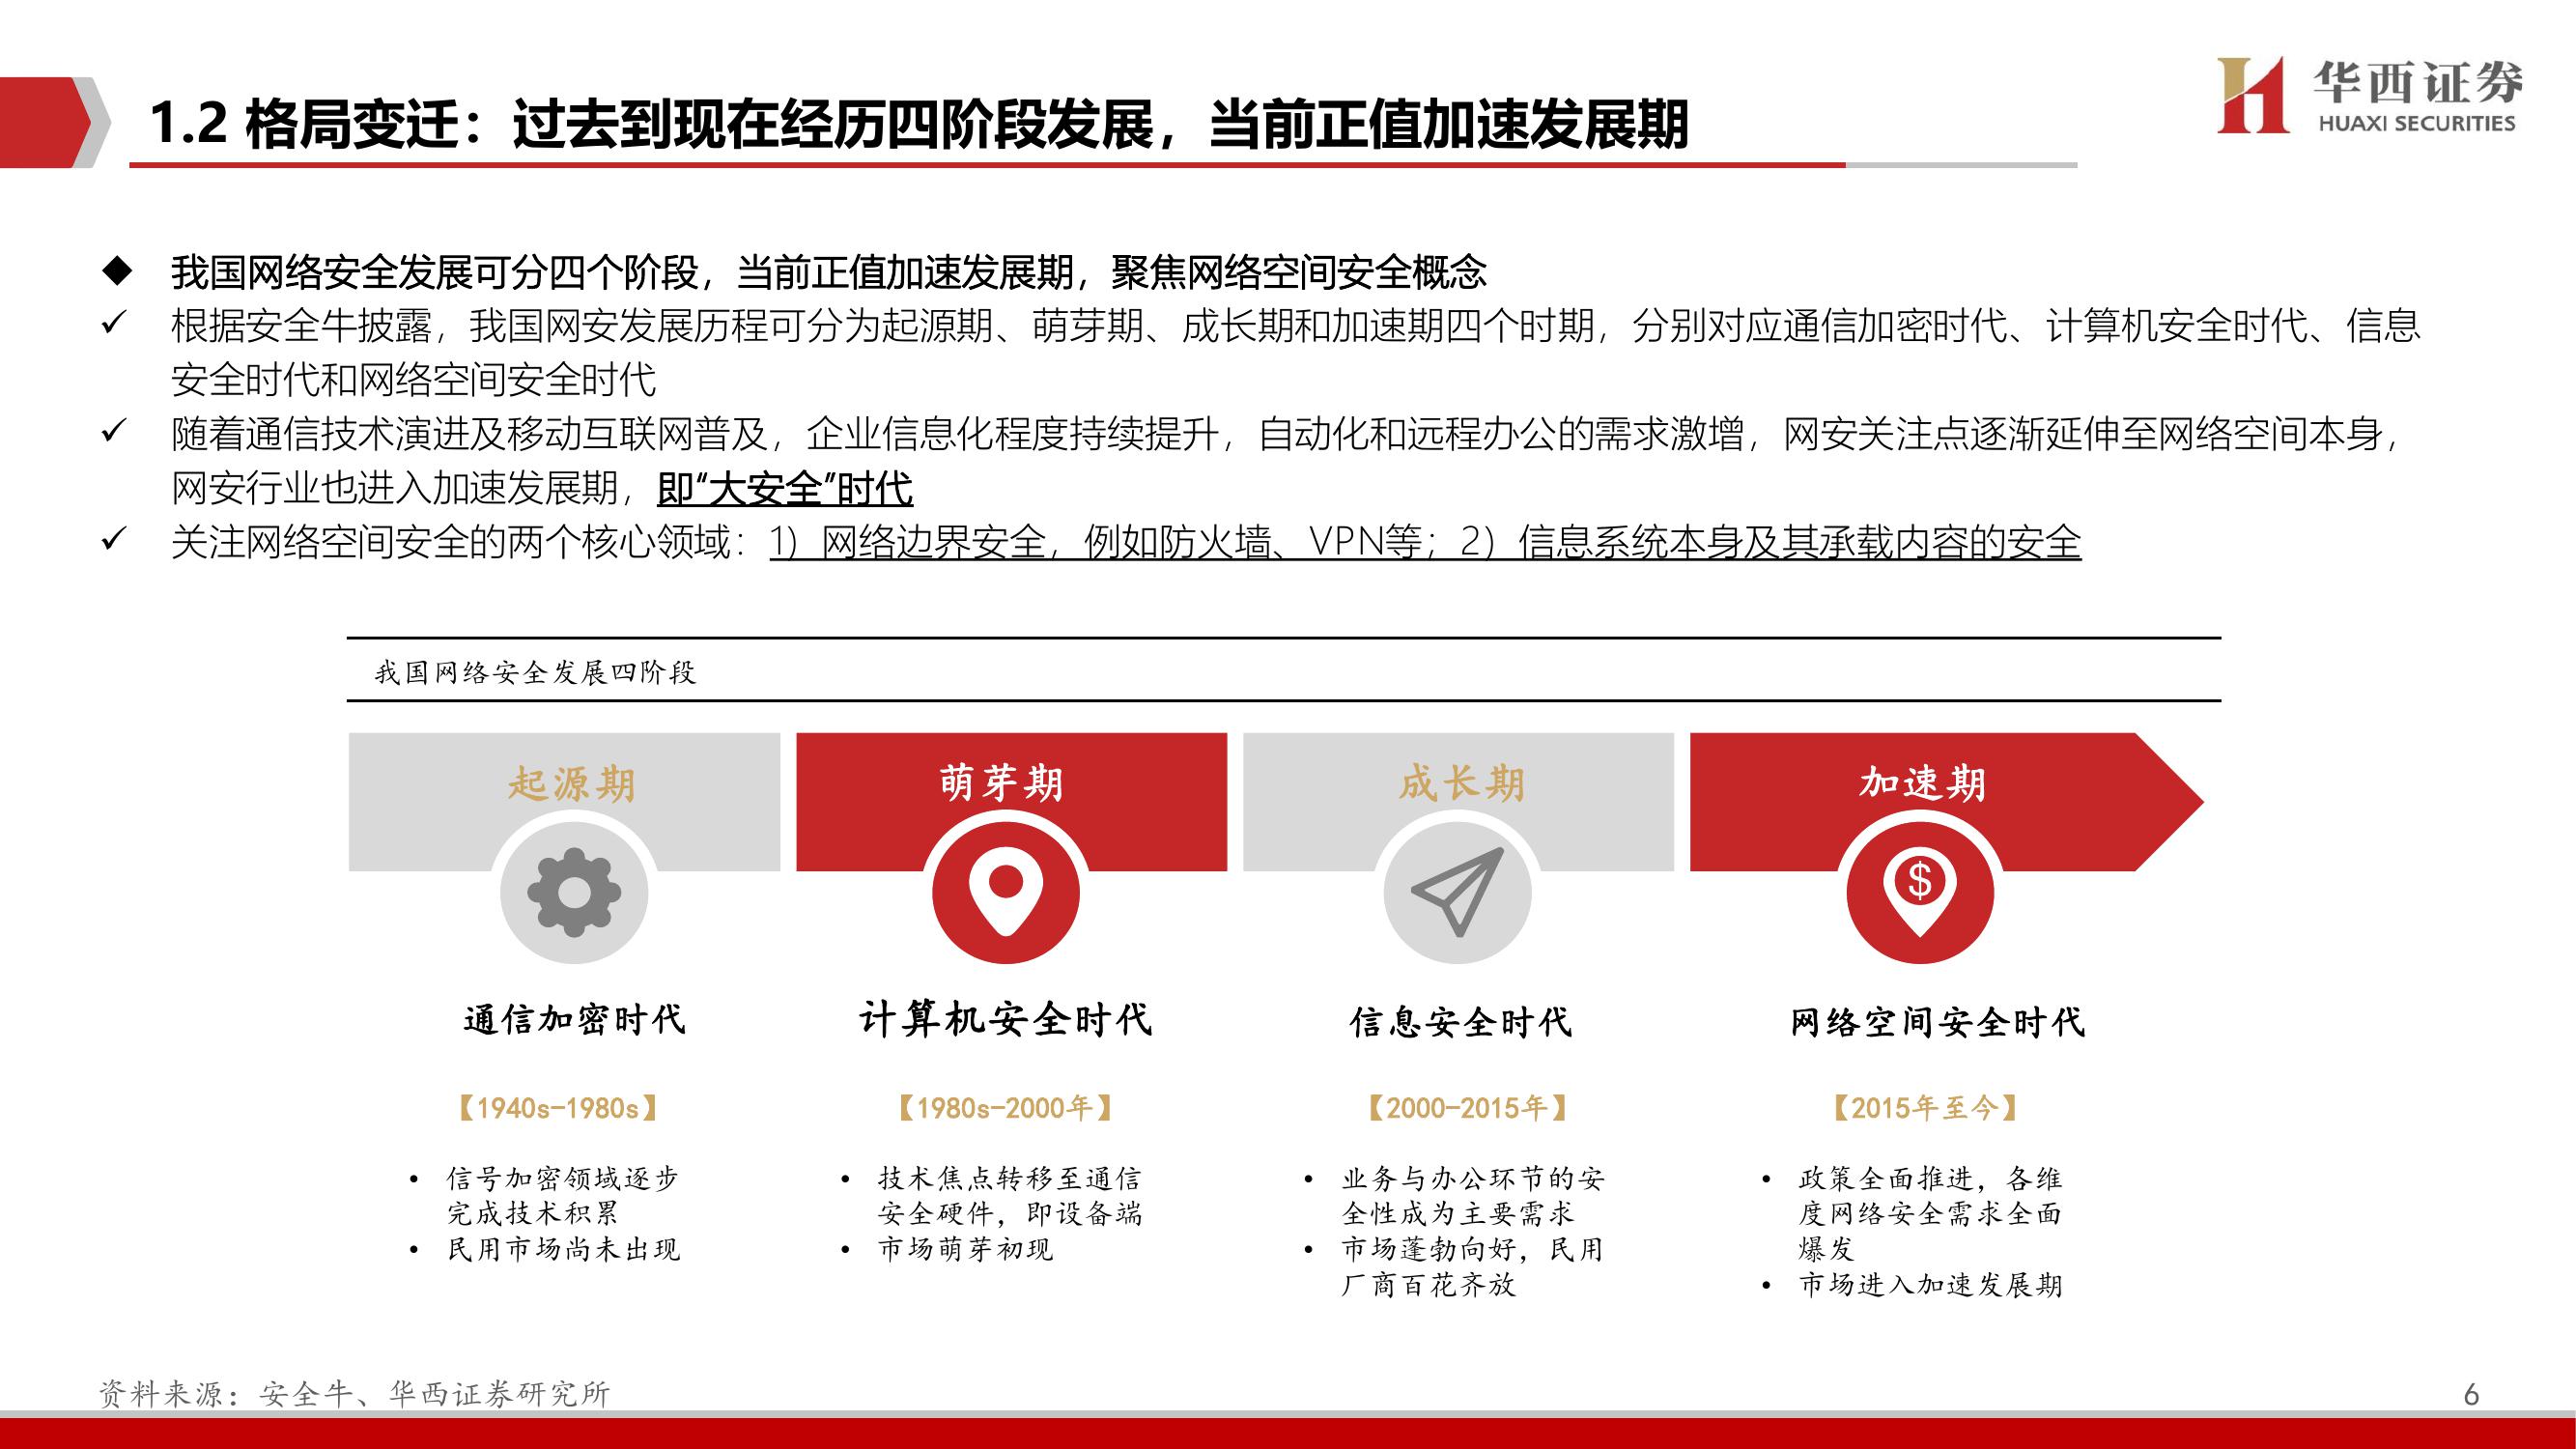 华西证券
HUAXI SECURITIES
1.2 格局变迁：过去到现在经历四阶段发展，当前正值加速发展期
◆ 我国网络安全发展可分四个阶段，当前正值加速发展期，聚焦网络空间安全概念
✓ 根据安全牛披露，我国网安发展历程可分为起源期、萌芽期、成长期和加速期四个时期，分别对应通信加密时代、计算机安全时代、信息
安全时代和网络空间安全时代
✓ 随着通信技术演进及移动互联网普及，企业信息化程度持续提升，自动化和远程办公的需求激增，网安关注点逐渐延伸至网络空间本身，
网安行业也进入加速发展期，即“大安全”时代
✓ 关注网络空间安全的两个核心领域：1）网络边界安全，例如防火墙、VPN等；2）信息系统本身及其承载内容的安全
我国网络安全发展四阶段
起源期
通信加密时代
【1940s-1980s】
• 信号加密领域逐步
完成技术积累
• 民用市场尚未出现
萌芽期
计算机安全时代
【1980s-2000年】
• 技术焦点转移至通信
安全硬件，即设备端
• 市场萌芽初现
成长期
信息安全时代
【2000-2015年】
• 业务与办公环节的安
全性成为主要需求
• 市场蓬勃向好，民用
厂商百花齐放
加速期
$
网络空间安全时代
【2015年至今】
• 政策全面推进，各维
度网络安全需求全面
爆发
• 市场进入加速发展期
资料来源：安全牛、华西证券研究所
6